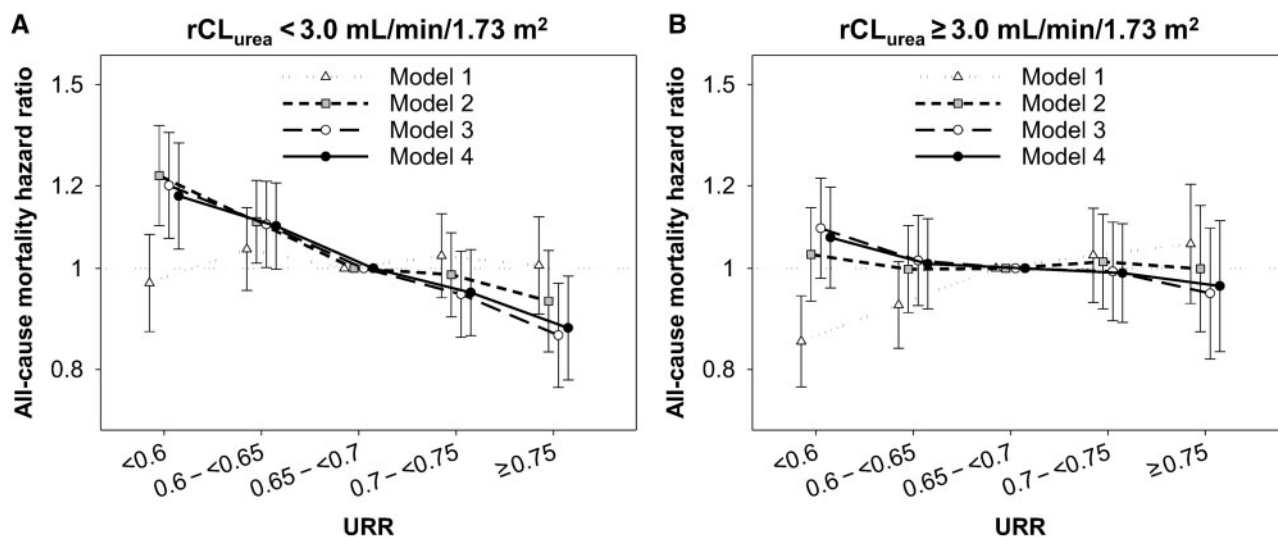 A
rCLurea < 3.0 mL/min/1.73 m²
All-cause mortality hazard ratio
1.5
1.2
1
0.8
Model 1
Model 2
Model 3
Model 4
<0.6
0.6 – <0.65
0.65 – <0.7
0.7 – <0.75
≥ 0.75
URR
B
rCLurea ≥ 3.0 mL/min/1.73 m²
All-cause mortality hazard ratio
1.5
1.2
1
0.8
Model 1
Model 2
Model 3
Model 4
<0.6
0.6 – <0.65
0.65 – <0.7
0.7 – <0.75
≥ 0.75
URR